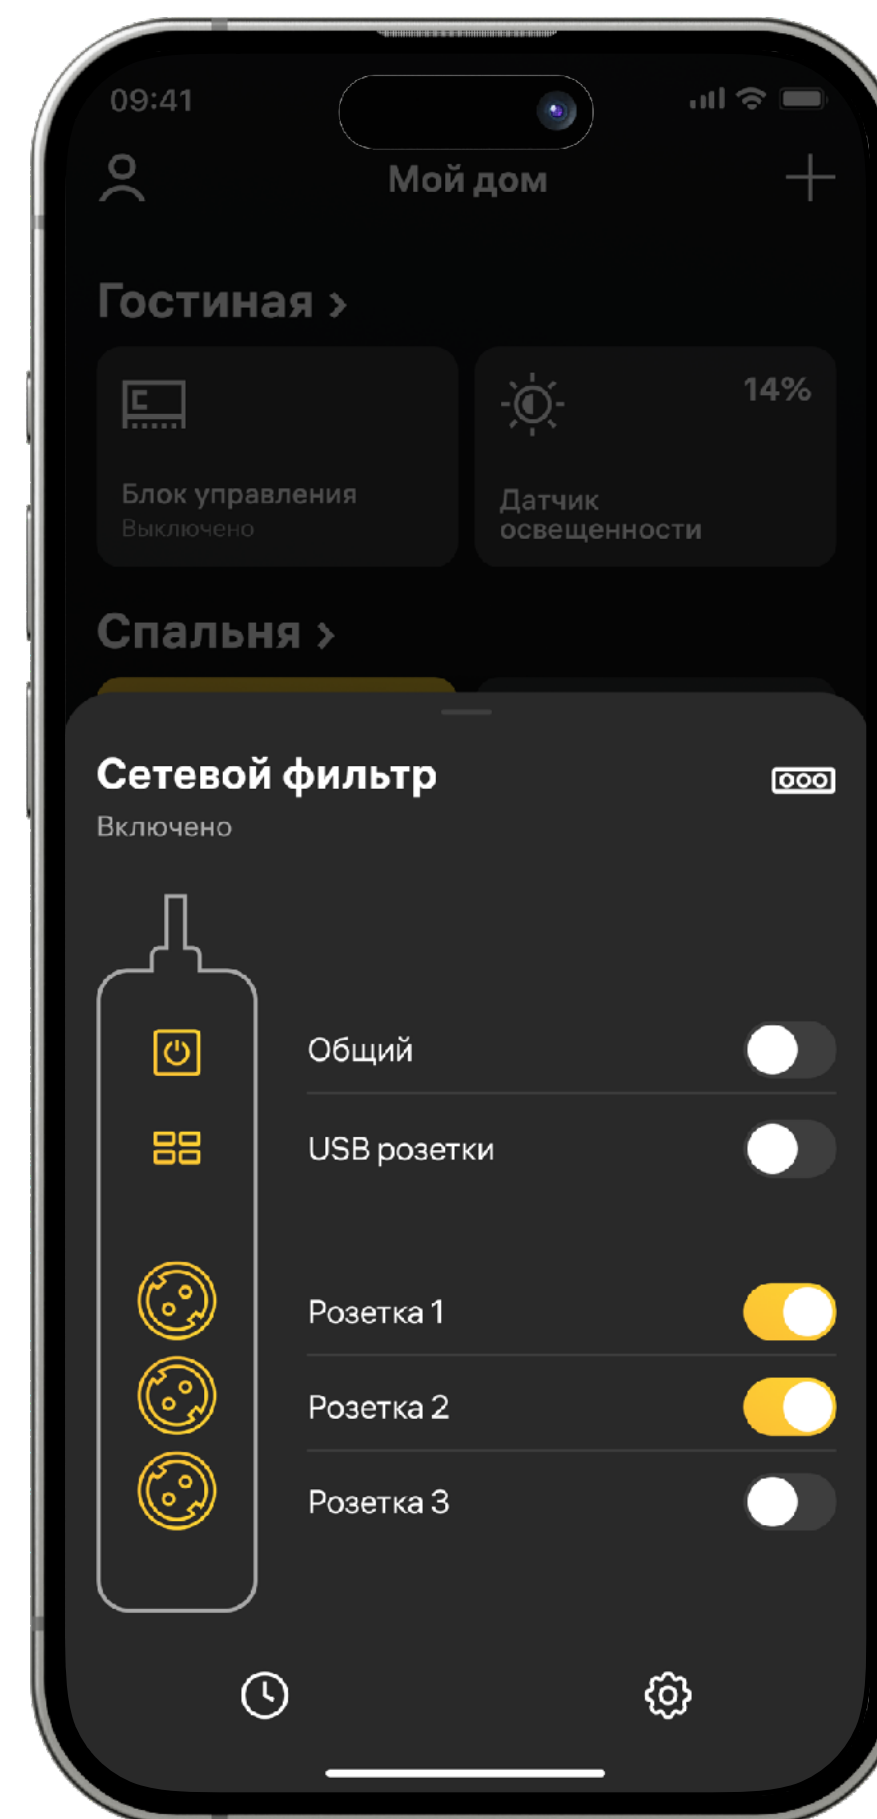 09:41
Мой дом
Гостиная >
14%
Блок управления
Выключено
Датчик
освещенности
Спальня >
Сетевой фильтр
Включено
Общий
USB розетки
Розетка 1
Розетка 2
Розетка 3